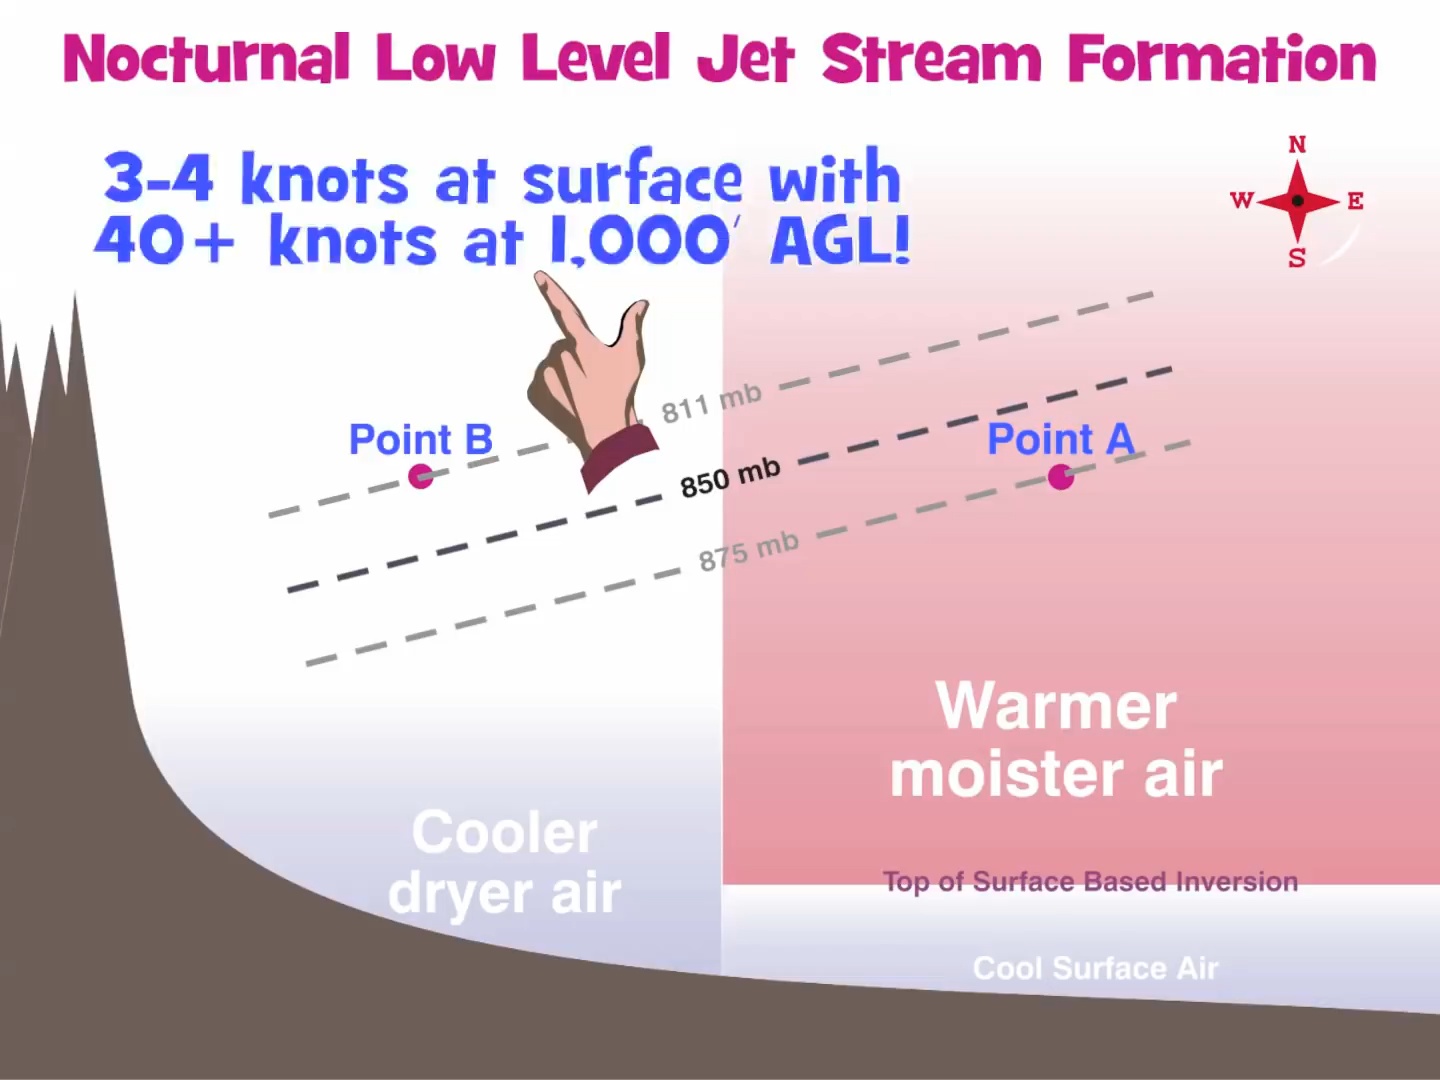 Nocturnal Low Level Jet Stream Formation
3-4 knots at surface with
40+ knots at 1,000' AGL!
N
W E
S
811 mb
Point B
Point A
850 mb
875 mb
Warmer
moister air
Cooler
dryer air
Top of Surface Based Inversion
Cool Surface Air